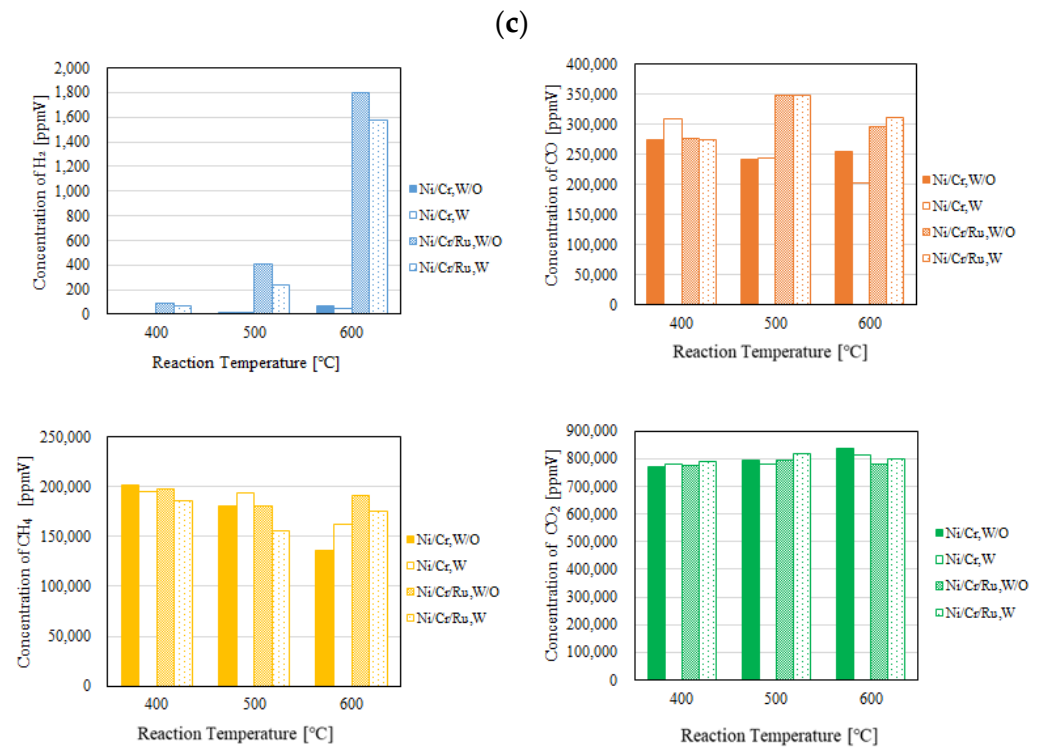 (c)
2,000
1,800
1,600
1,400
1,200
1,000
800
600
400
200
0
Concentration of H₂ [ppmV]
400 500 600
Reaction Temperature [℃]
Ni/Cr,W/O
Ni/Cr,W
Ni/Cr/Ru,W/O
Ni/Cr/Ru,W
400,000
350,000
300,000
250,000
200,000
150,000
100,000
50,000
0
Concentration of CO [ppmV]
400 500 600
Reaction Temperature [℃]
Ni/Cr,W/O
Ni/Cr,W
Ni/Cr/Ru,W/O
Ni/Cr/Ru,W
250,000
200,000
150,000
100,000
50,000
0
Concentration of CH₄ [ppmV]
400 500 600
Reaction Temperature [℃]
Ni/Cr,W/O
Ni/Cr,W
Ni/Cr/Ru,W/O
Ni/Cr/Ru,W
900,000
800,000
700,000
600,000
500,000
400,000
300,000
200,000
100,000
0
Concentration of CO₂ [ppmV]
400 500 600
Reaction Temperature [℃]
Ni/Cr,W/O
Ni/Cr,W
Ni/Cr/Ru,W/O
Ni/Cr/Ru,W